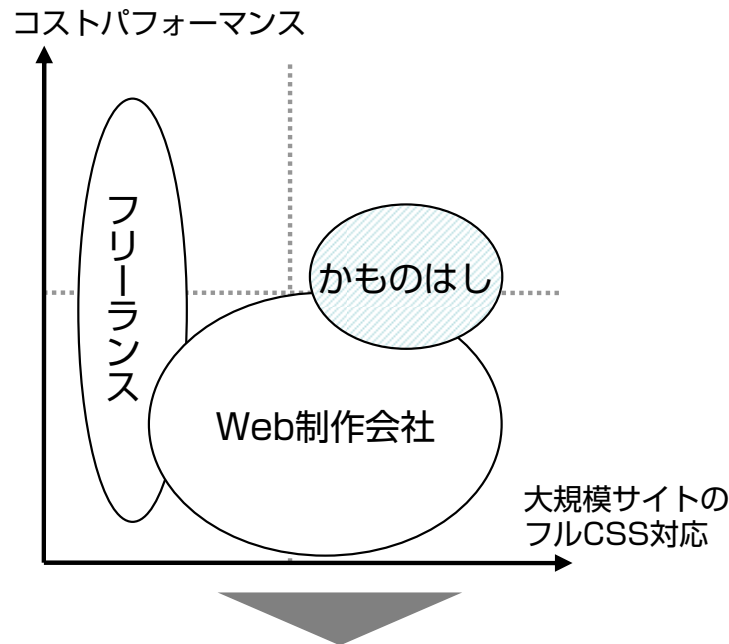 コストパフォーマンス
フリーランス
かものはし
Web制作会社
大規模サイトの
フルCSS対応